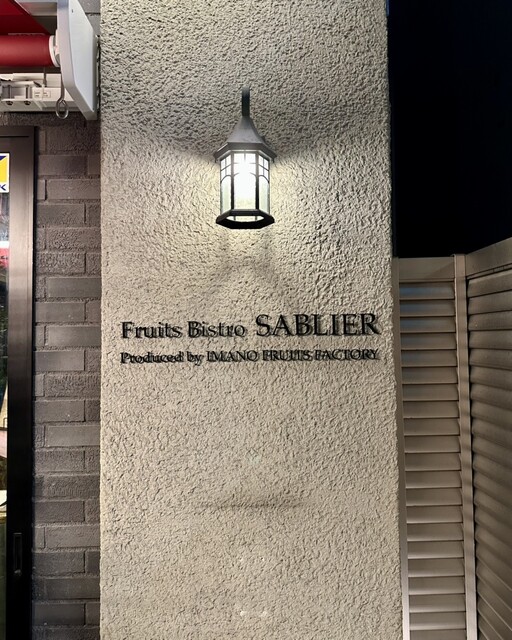 Fruits Bistro SABLIER
Produced by IMANO FRUITS FACTORY